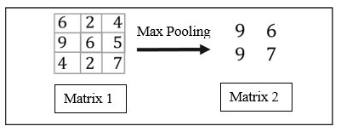 6 2 4
9 6 5
4 2 7
Max Pooling
9 6
9 7
Matrix 1
Matrix 2